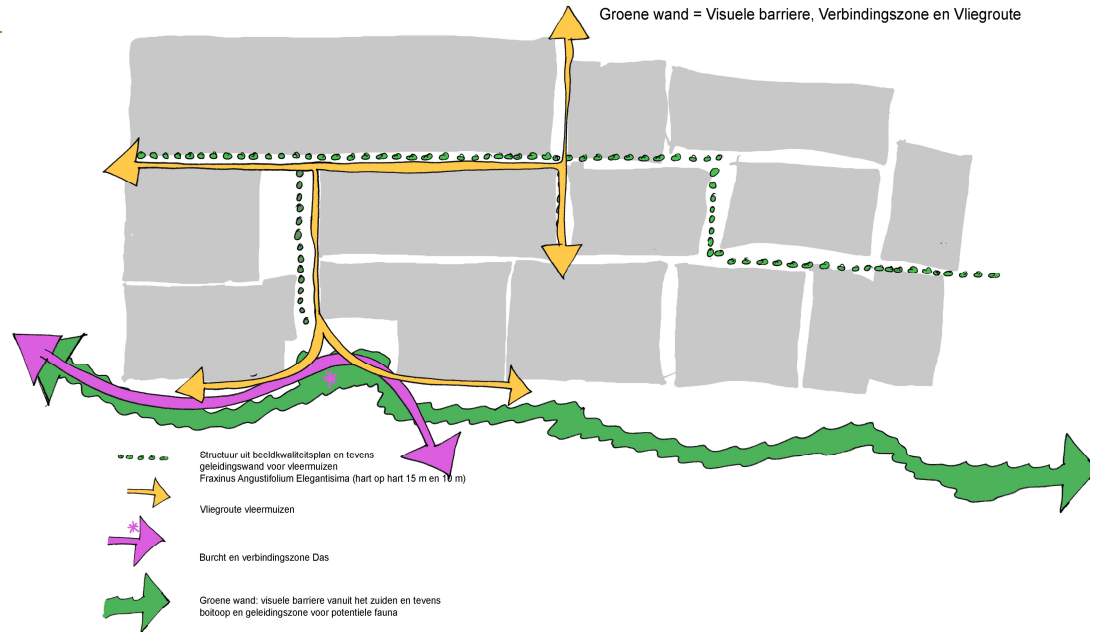 Groene wand = Visuele barriere, Verbindingszone en Vliegroute
Structuur uit beeldkwaliteitsplan en tevens
geleidingswand voor vleermuizen
Fraxinus Angustifolium Elegantisima (hart op hart 15 m en 10 m)
Vliegroute vleermuizen
Burcht en verbindingszone Das
Groene wand: visuele barriere vanuit het zuiden en tevens
boitoop en geleidingszone voor potentiele fauna